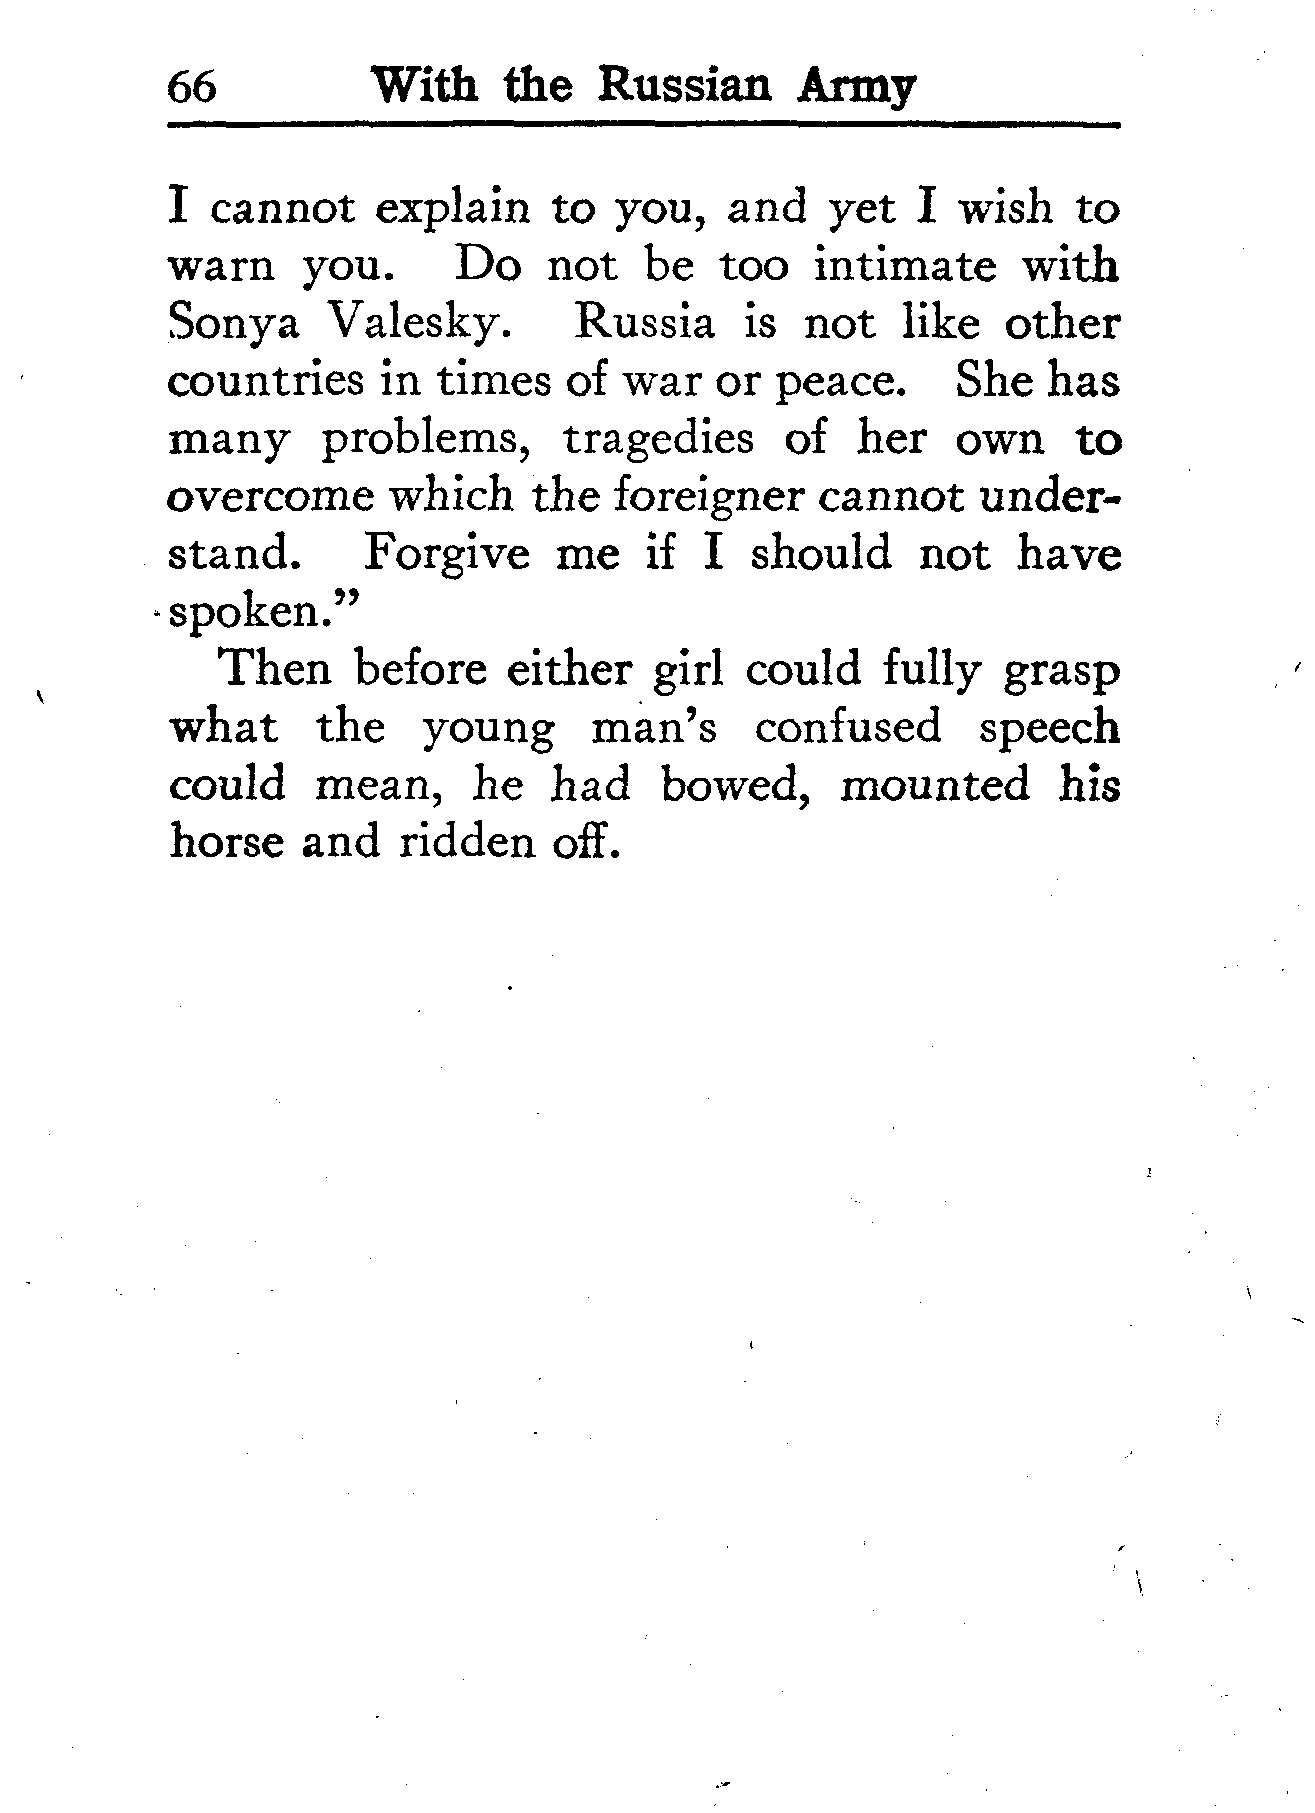 66 With the Russian Army
I cannot explain to you, and yet I wish to
warn you. Do not be too intimate with
Sonya Valesky. Russia is not like other
countries in times of war or peace. She has
many problems, tragedies of her own to
overcome which the foreigner cannot under-
stand. Forgive me if I should not have
spoken.”
Then before either girl could fully grasp
what the young man’s confused speech
could mean, he had bowed, mounted his
horse and ridden off.